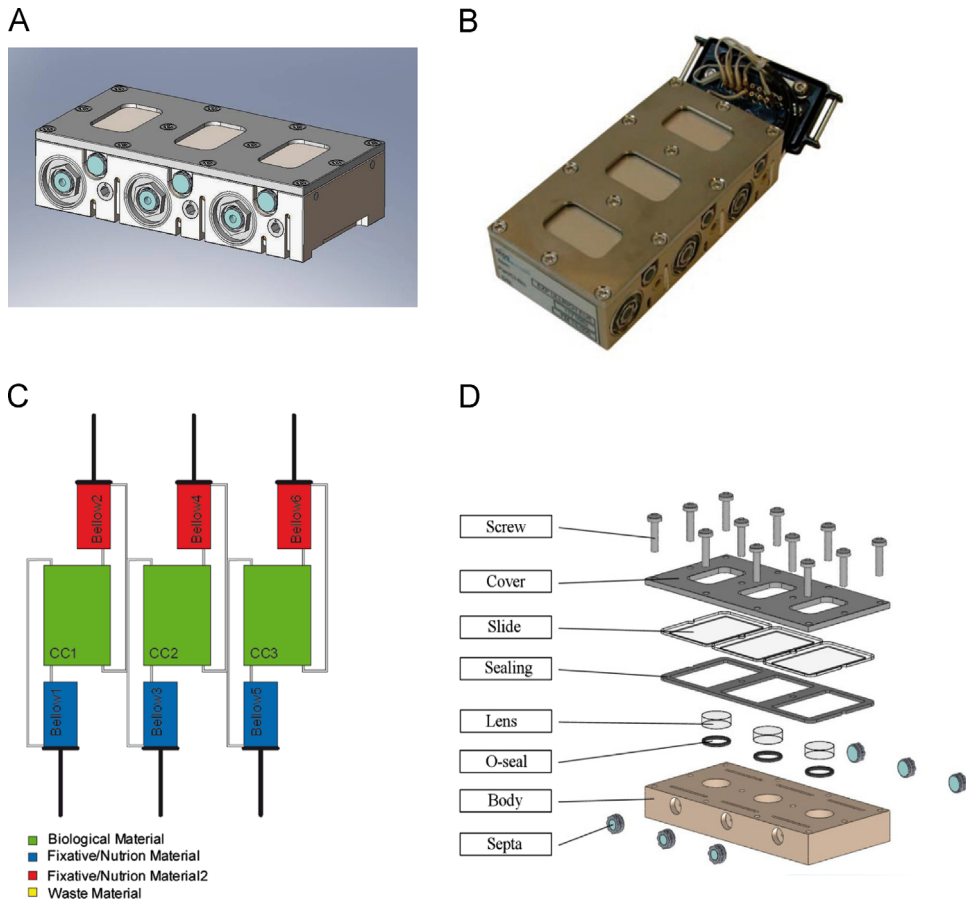 A
B
C
Bellow2
Bellow4
Bellow6
CC1
CC2
CC3
Bellow1
Bellow3
Bellow5
Biological Material
Fixative/Nutrion Material
Fixative/Nutrion Material2
Waste Material
D
Screw
Cover
Slide
Sealing
Lens
O-seal
Body
Septa